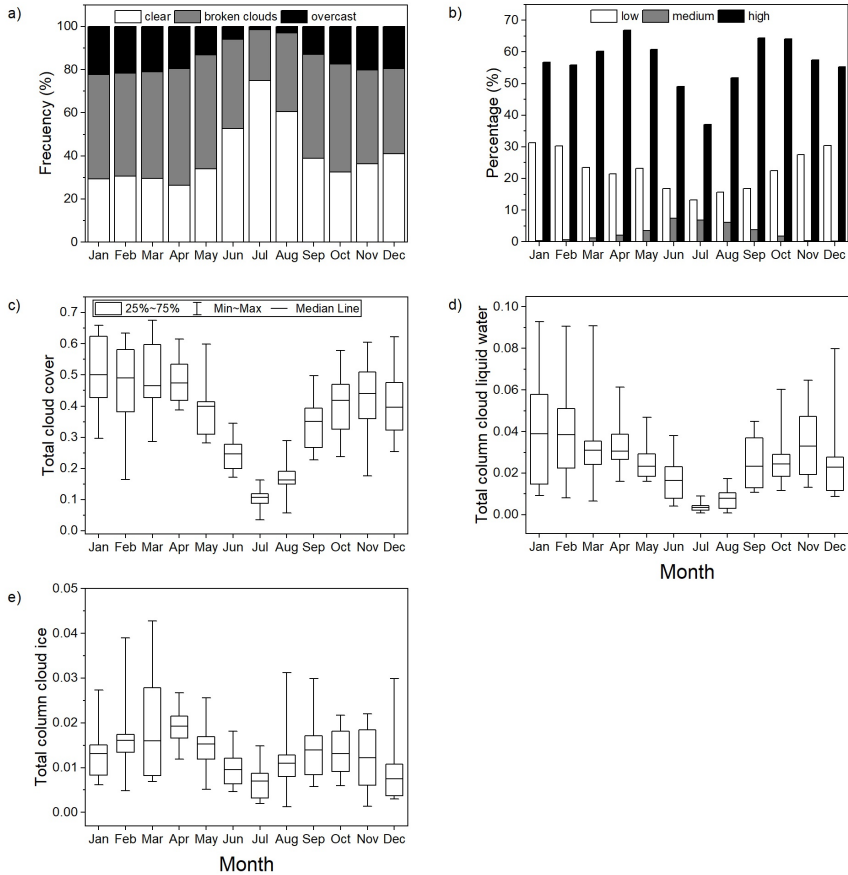 a)
clear broken clouds overcast
Frecuency (%)
100
80
60
40
20
0
Jan Feb Mar Apr May Jun Jul Aug Sep Oct Nov Dec
b)
low medium high
Percentage (%)
70
60
50
40
30
20
10
0
Jan Feb Mar Apr May Jun Jul Aug Sep Oct Nov Dec
c)
25%~75% Min~Max Median Line
Total cloud cover
0.7
0.6
0.5
0.4
0.3
0.2
0.1
0.0
Jan Feb Mar Apr May Jun Jul Aug Sep Oct Nov Dec
d)
Total column cloud liquid water
0.10
0.08
0.06
0.04
0.02
0.00
Jan Feb Mar Apr May Jun Jul Aug Sep Oct Nov Dec
Month
e)
Total column cloud ice
0.05
0.04
0.03
0.02
0.01
0.00
Jan Feb Mar Apr May Jun Jul Aug Sep Oct Nov Dec
Month